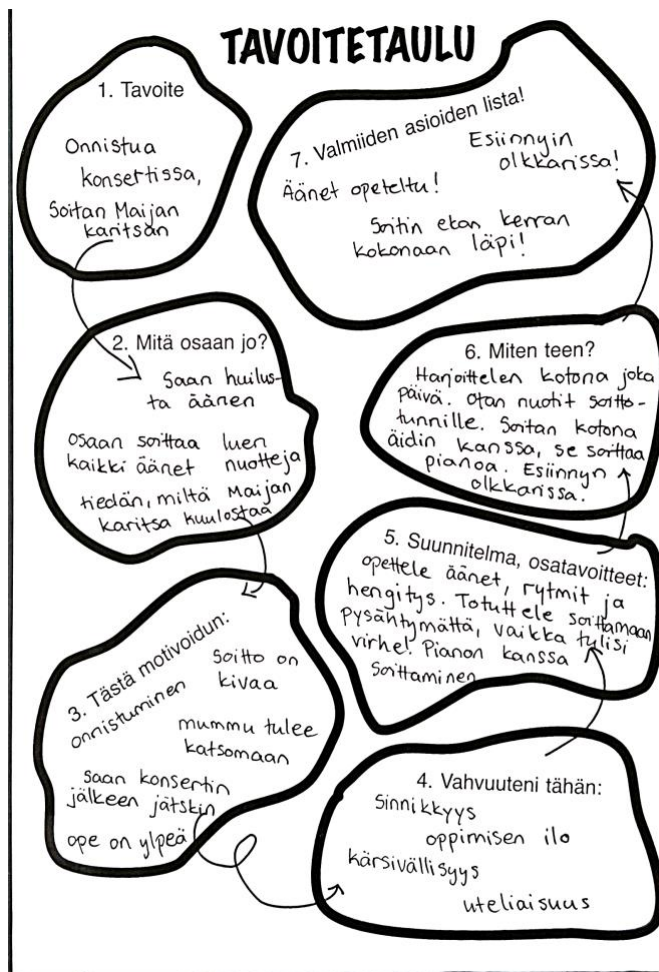 TAVOITETAULU
1. Tavoite
Onnistua
konsertissa,
Soitan Maijan
karitsan
2. Mitä osaan jo?
Saan huilus-
ta äänen
osaan soittaa
kaikki äänet
luen
nuotteja
tiedän, miltä Maijan
karitsa kuulostaa
3. Tästä motivoidun:
onnistuminen
Soitto on
kivaa
mummu tulee
katsomaan
saan konsertin
jälkeen jätskin
ope on ylpeä
4. Vahvuuteni tähän:
Sinnikkyys
oppimisen ilo
kärsivällisyys
uteliaisuus
5. Suunnitelma, osatavoitteet:
opettele äänet, rytmit ja
hengitys. Totuttele soittamaan
pysähtymättä, vaikka tulisi
virhe! Pianon kanssa
soittaminen
6. Miten teen?
Harjoittelen kotona joka
päivä. Otan nuotit soitto-
tunnille. Soitan kotona
äidin kanssa, se soittaa
pianoa. Esiinnyn
olkkarissa.
7. Valmiiden asioiden lista!
Esiinnyin
olkkarissa!
Äänet opeteltu!
Soitin ekan kerran
kokonaan läpi!